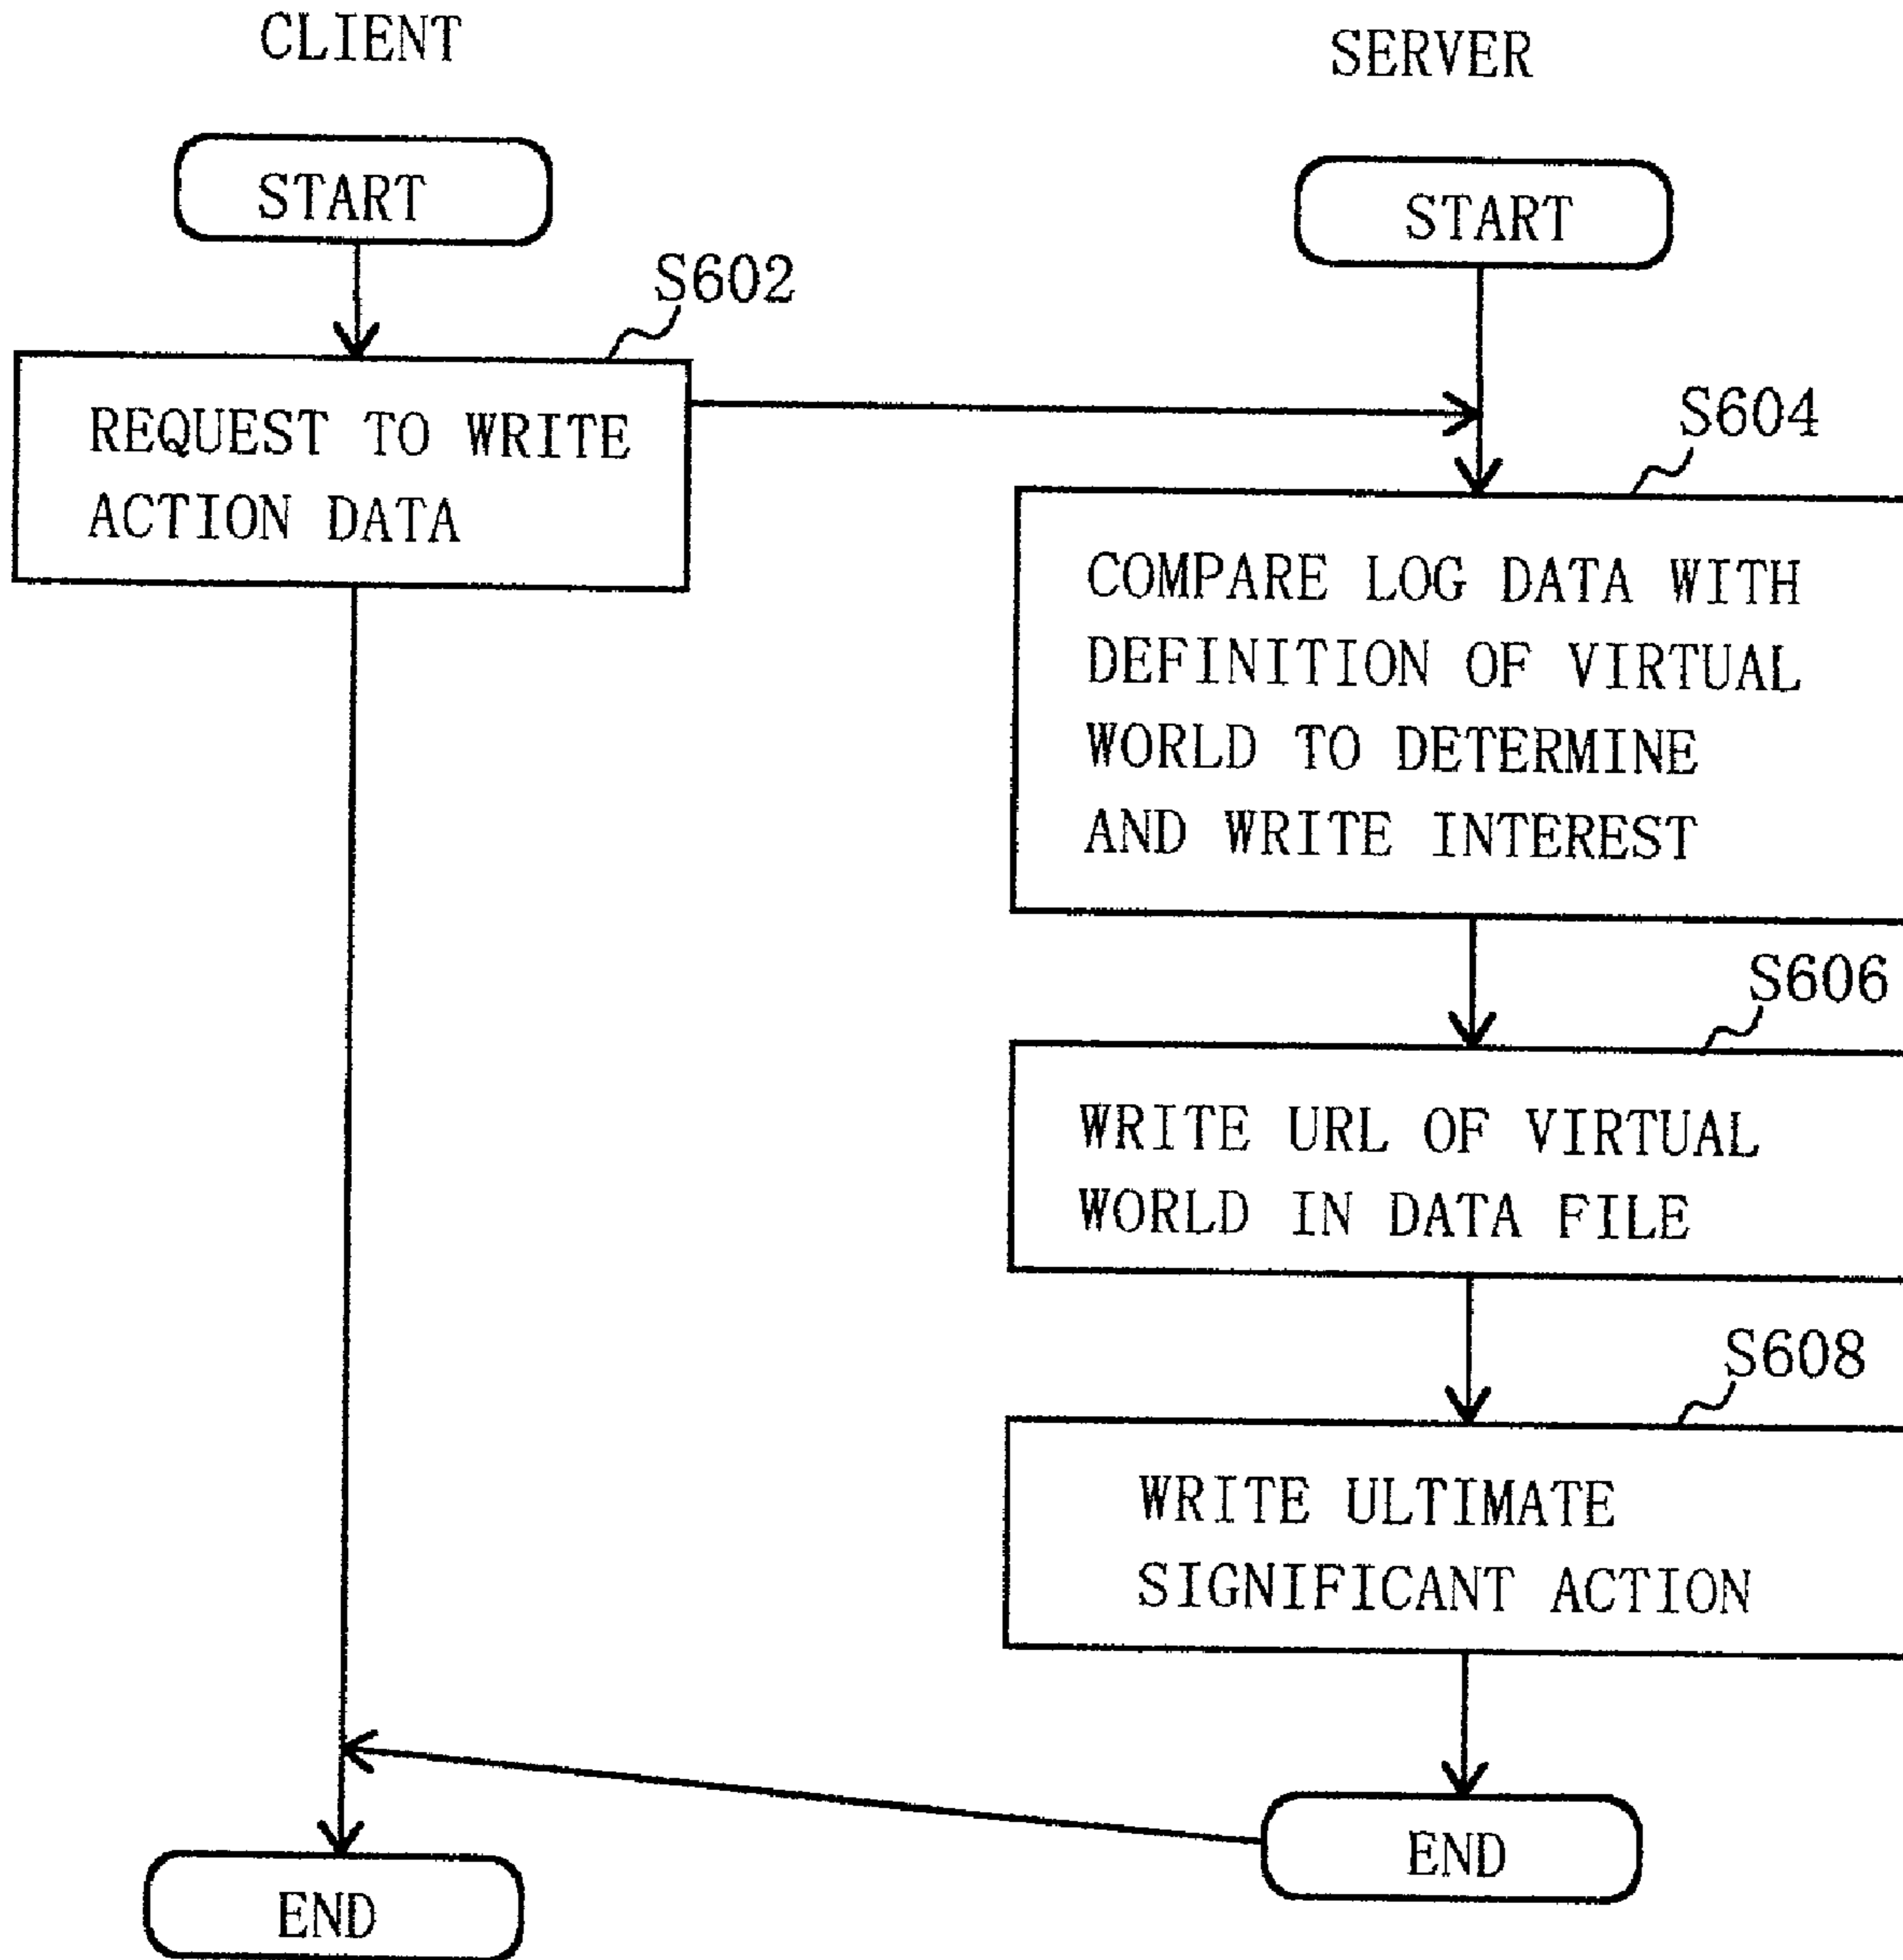 CLIENT
SERVER
START
START
S602
REQUEST TO WRITE
ACTION DATA
S604
COMPARE LOG DATA WITH
DEFINITION OF VIRTUAL
WORLD TO DETERMINE
AND WRITE INTEREST
S606
WRITE URL OF VIRTUAL
WORLD IN DATA FILE
S608
WRITE ULTIMATE
SIGNIFICANT ACTION
END
END